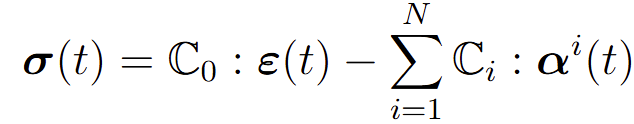 σ(t) = ℂ₀ : ε(t) − ∑ᵢ₌₁ᴺ ℂᵢ : αⁱ(t)